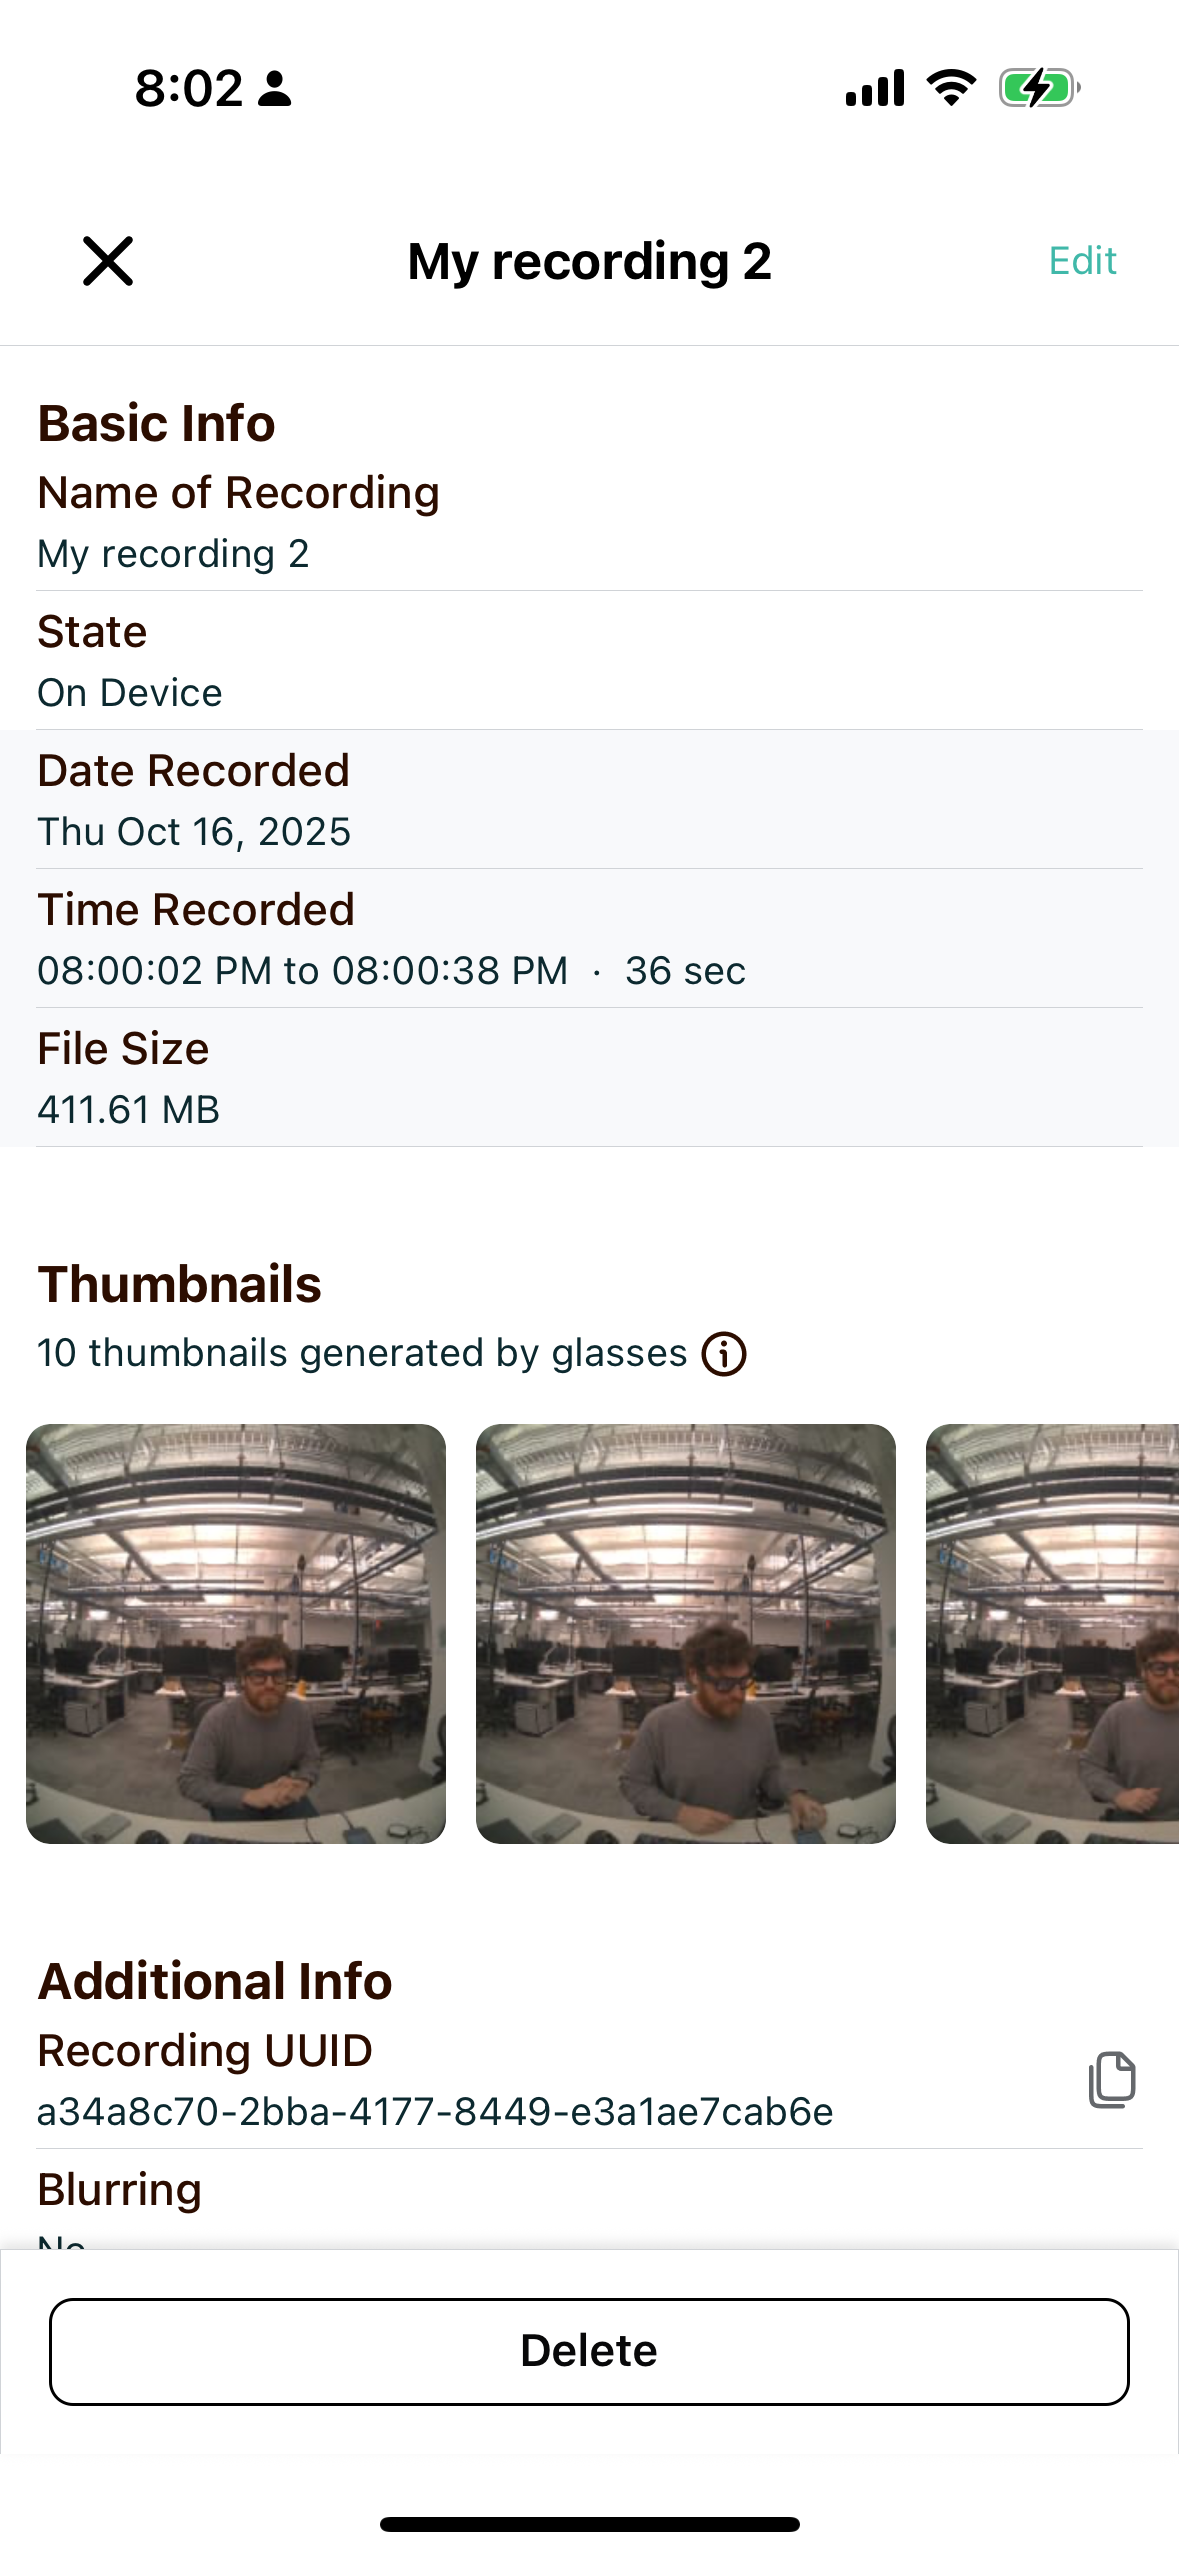 8:02
My recording 2
Edit
Basic Info
Name of Recording
My recording 2
State
On Device
Date Recorded
Thu Oct 16, 2025
Time Recorded
08:00:02 PM to 08:00:38 PM · 36 sec
File Size
411.61 MB
Thumbnails
10 thumbnails generated by glasses
Additional Info
Recording UUID
a34a8c70-2bba-4177-8449-e3a1ae7cab6e
Blurring
No
Delete